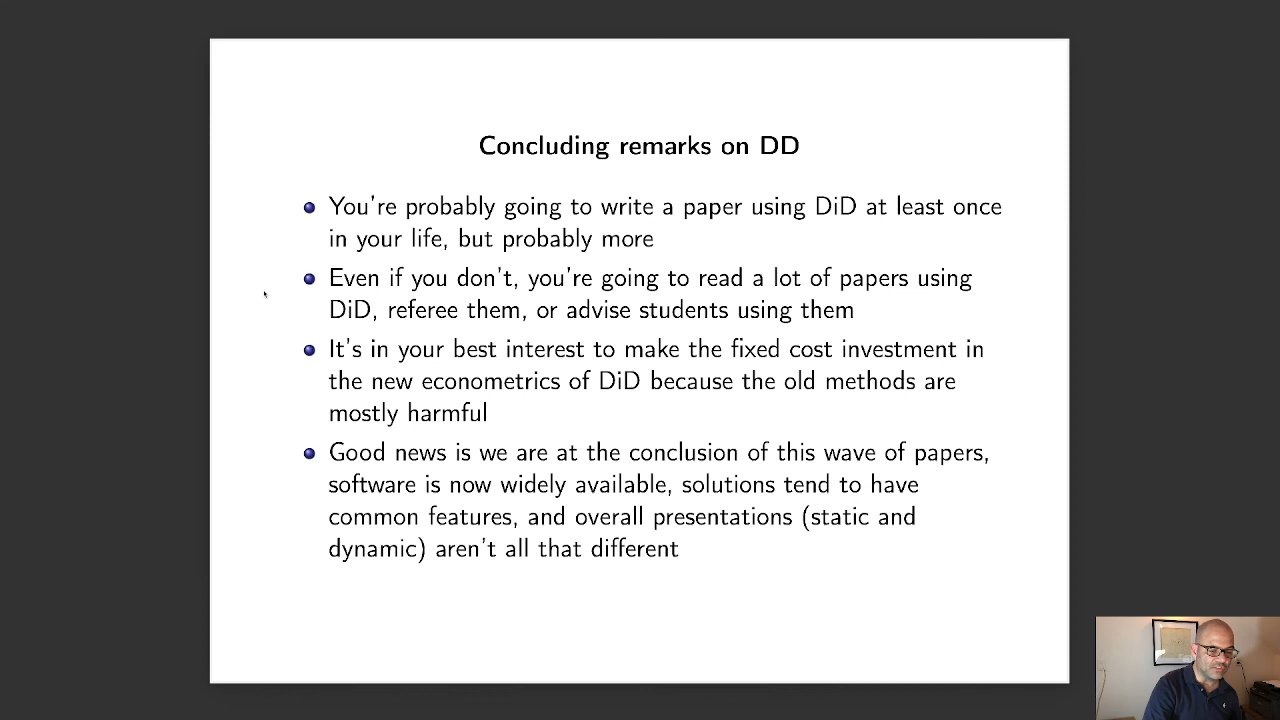 Concluding remarks on DD
You're probably going to write a paper using DiD at least once
in your life, but probably more
Even if you don't, you're going to read a lot of papers using
DiD, referee them, or advise students using them
It's in your best interest to make the fixed cost investment in
the new econometrics of DiD because the old methods are
mostly harmful
Good news is we are at the conclusion of this wave of papers,
software is now widely available, solutions tend to have
common features, and overall presentations (static and
dynamic) aren't all that different